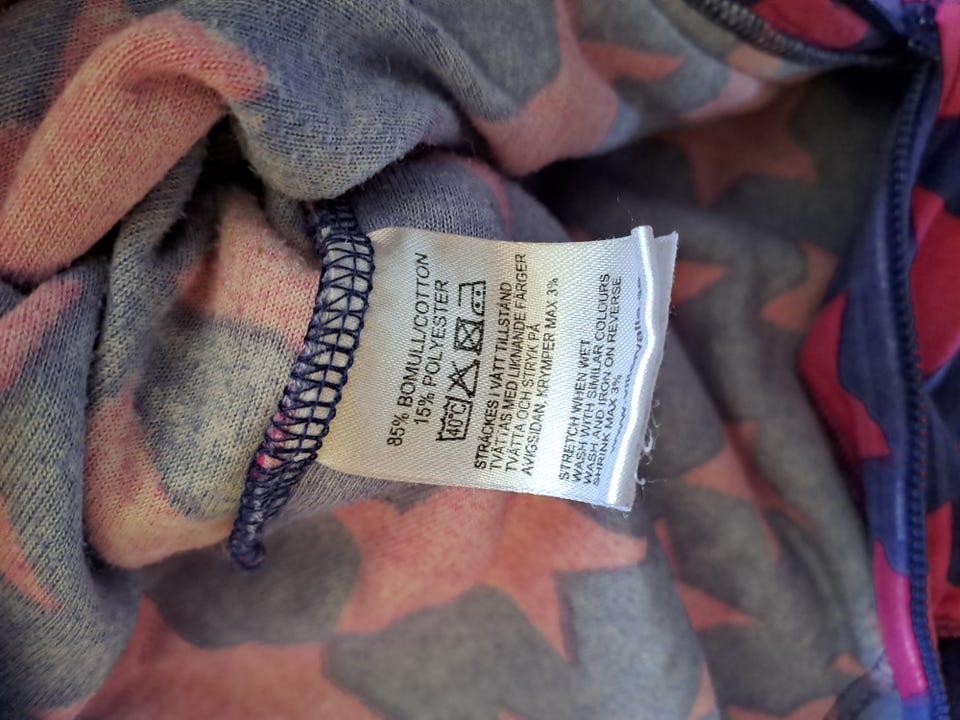 85% BOMULL/COTTON
15% POLYESTER
40°C
STRÄCKES I VÅTT TILLSTÅND
TVÄTTAS MED LIKNANDE FÄRGER
TVÄTTA OCH STRYK PÅ
AVIGSIDAN. KRYMPER MAX 3%
STRETCH WHEN WET
WASH WITH SIMILAR COLOURS
WASH AND IRON ON REVERSE
SHRINK MAX 3%